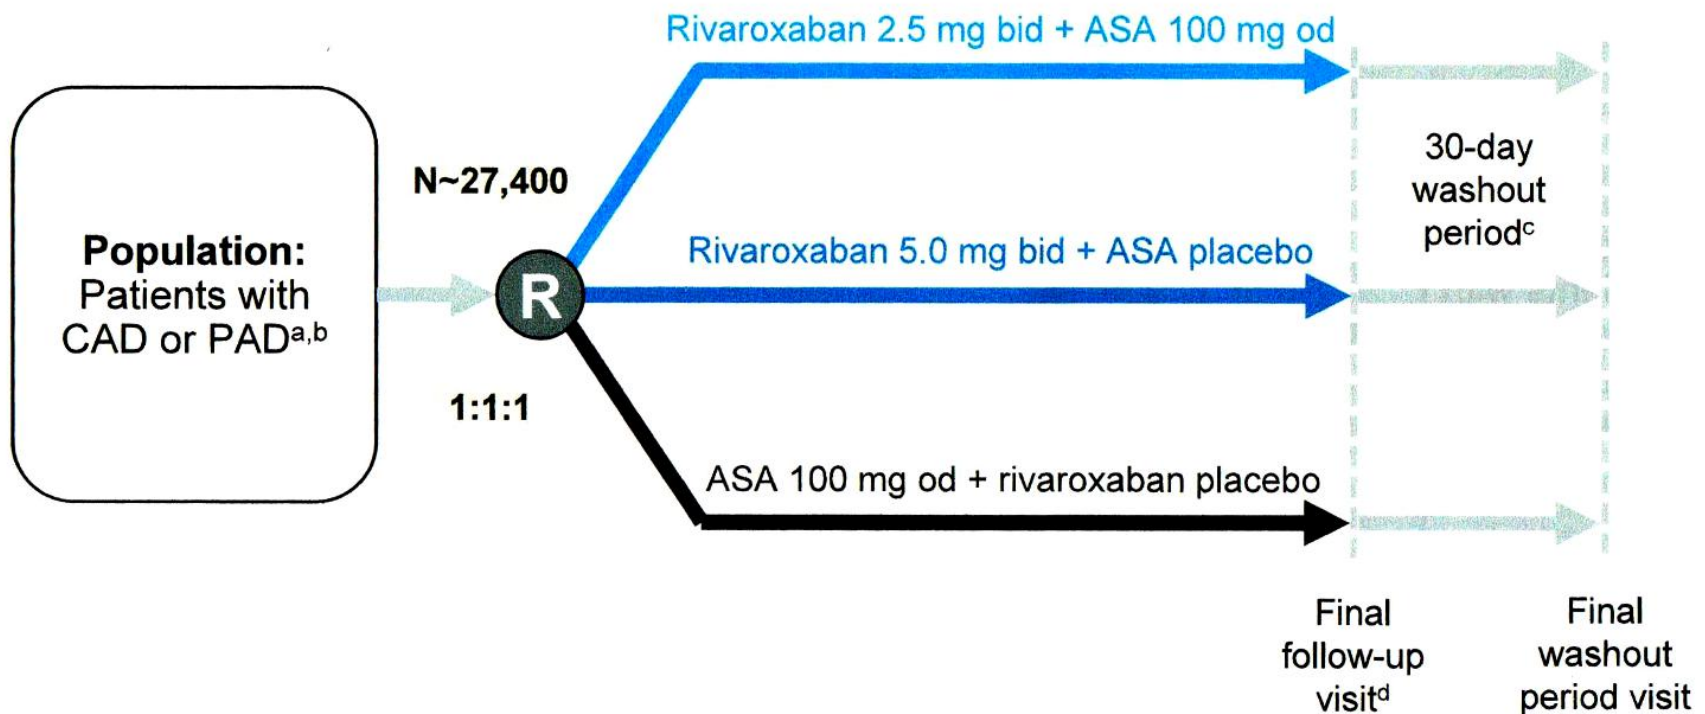 Rivaroxaban 2.5 mg bid + ASA 100 mg od
Population:
Patients with
CAD or PADa,b
N~27,400
R
1:1:1
Rivaroxaban 5.0 mg bid + ASA placebo
ASA 100 mg od + rivaroxaban placebo
30-day
washout
periodc
Final
follow-up
visitd
Final
washout
period visit